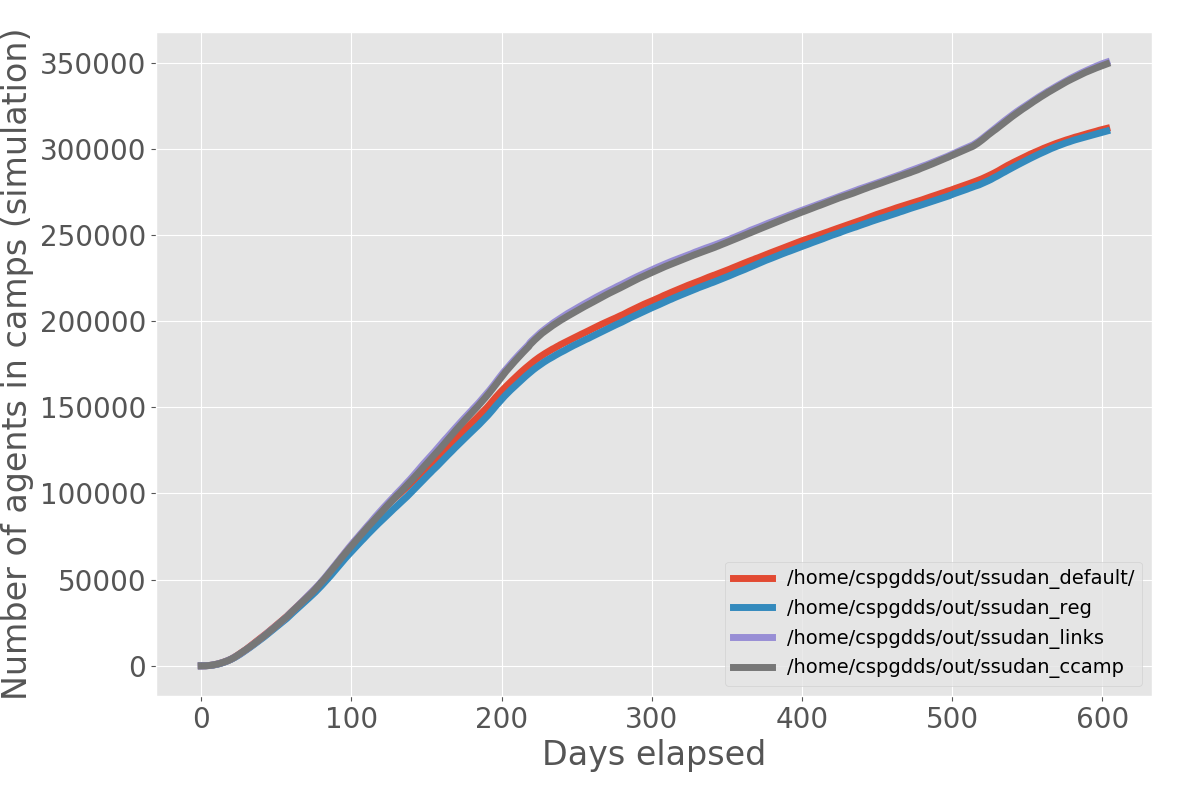 Number of agents in camps (simulation)
350000
300000
250000
200000
150000
100000
50000
0
/home/cspgdds/out/ssudan_default/
/home/cspgdds/out/ssudan_reg
/home/cspgdds/out/ssudan_links
/home/cspgdds/out/ssudan_ccamp
0 100 200 300 400 500 600
Days elapsed